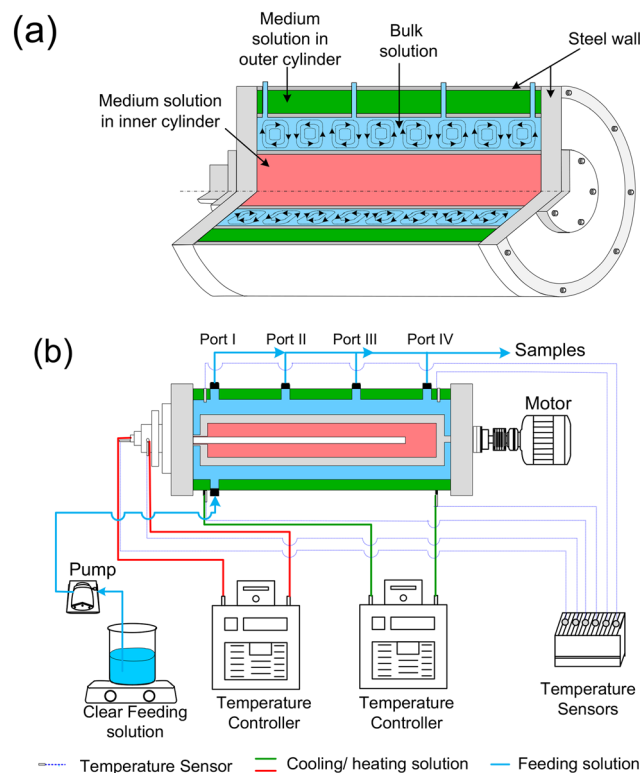 (a)
Medium
solution in
outer cylinder
Bulk
solution
Steel wall
Medium solution
in inner cylinder
(b)
Port I
Port II
Port III
Port IV
Samples
Motor
Pump
Clear Feeding
solution
Temperature
Controller
Temperature
Controller
Temperature
Sensors
Temperature Sensor
Cooling/ heating solution
Feeding solution